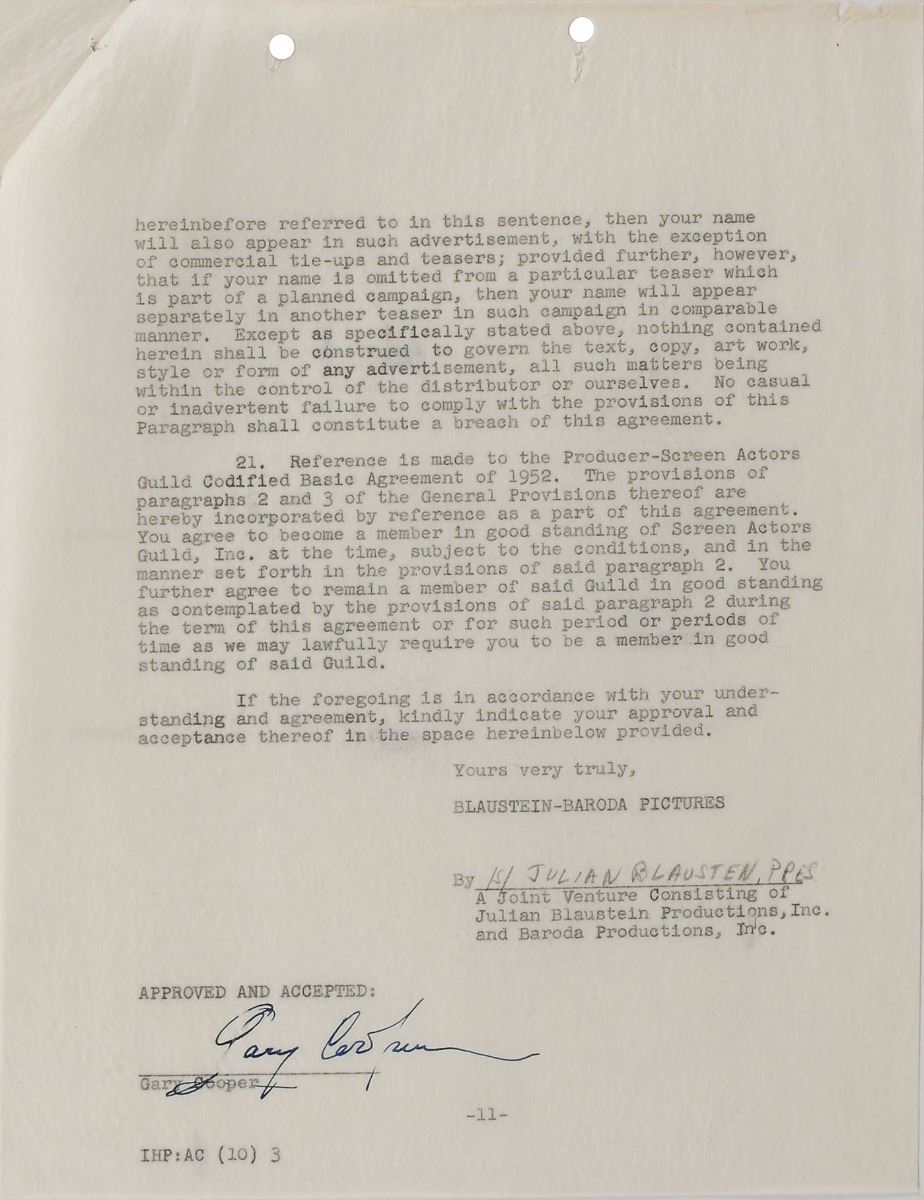 hereinbefore referred to in this sentence, then your name
will also appear in such advertisement, with the exception
of commercial tie-ups and teasers; provided further, however,
that if your name is omitted from a particular teaser which
is part of a planned campaign, then your name will appear
separately in another teaser in such campaign in comparable
manner.  Except as specifically stated above, nothing contained
herein shall be construed  to govern the text, copy, art work,
style or form of any advertisement, all such matters being
within the control of the distributor or ourselves.  No casual
or inadvertent failure to comply with the provisions of this
Paragraph shall constitute a breach of this agreement.
21.  Reference is made to the Producer-Screen Actors
Guild Codified Basic Agreement of 1952.  The provisions of
paragraphs 2 and 3 of the General Provisions thereof are
hereby incorporated by reference as a part of this agreement.
You agree to become a member in good standing of Screen Actors
Guild, Inc. at the time, subject to the conditions, and in the
manner set forth in the provisions of said paragraph 2.  You
further agree to remain a member of said Guild in good standing
as contemplated by the provisions of said paragraph 2 during
the term of this agreement or for such period or periods of
time as we may lawfully require you to be a member in good
standing of said Guild.
If the foregoing is in accordance with your under-
standing and agreement, kindly indicate your approval and
acceptance thereof in the space hereinbelow provided.
Yours very truly,
BLAUSTEIN-BARODA PICTURES
By /s/ JULIAN BLAUSTEN, PRES
A Joint Venture Consisting of
Julian Blaustein Productions, Inc.
and Baroda Productions, Inc.
APPROVED AND ACCEPTED:
Gary Cooper
Gary Cooper
-11-
IHP:AC (10) 3